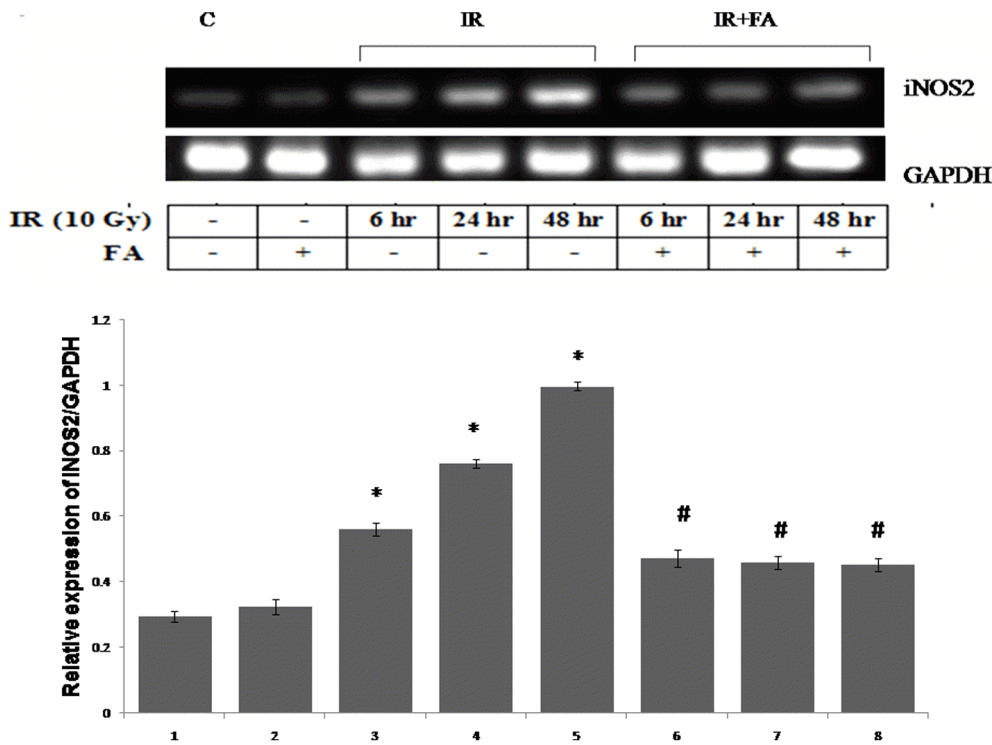 C IR IR+FA
iNOS2
GAPDH
IR (10 Gy) - - 6 hr 24 hr 48 hr 6 hr 24 hr 48 hr
FA - + - - - + + +
Relative expression of iNOS2/GAPDH
1.2
1
0.8
0.6
0.4
0.2
0
* * * # # #
1 2 3 4 5 6 7 8